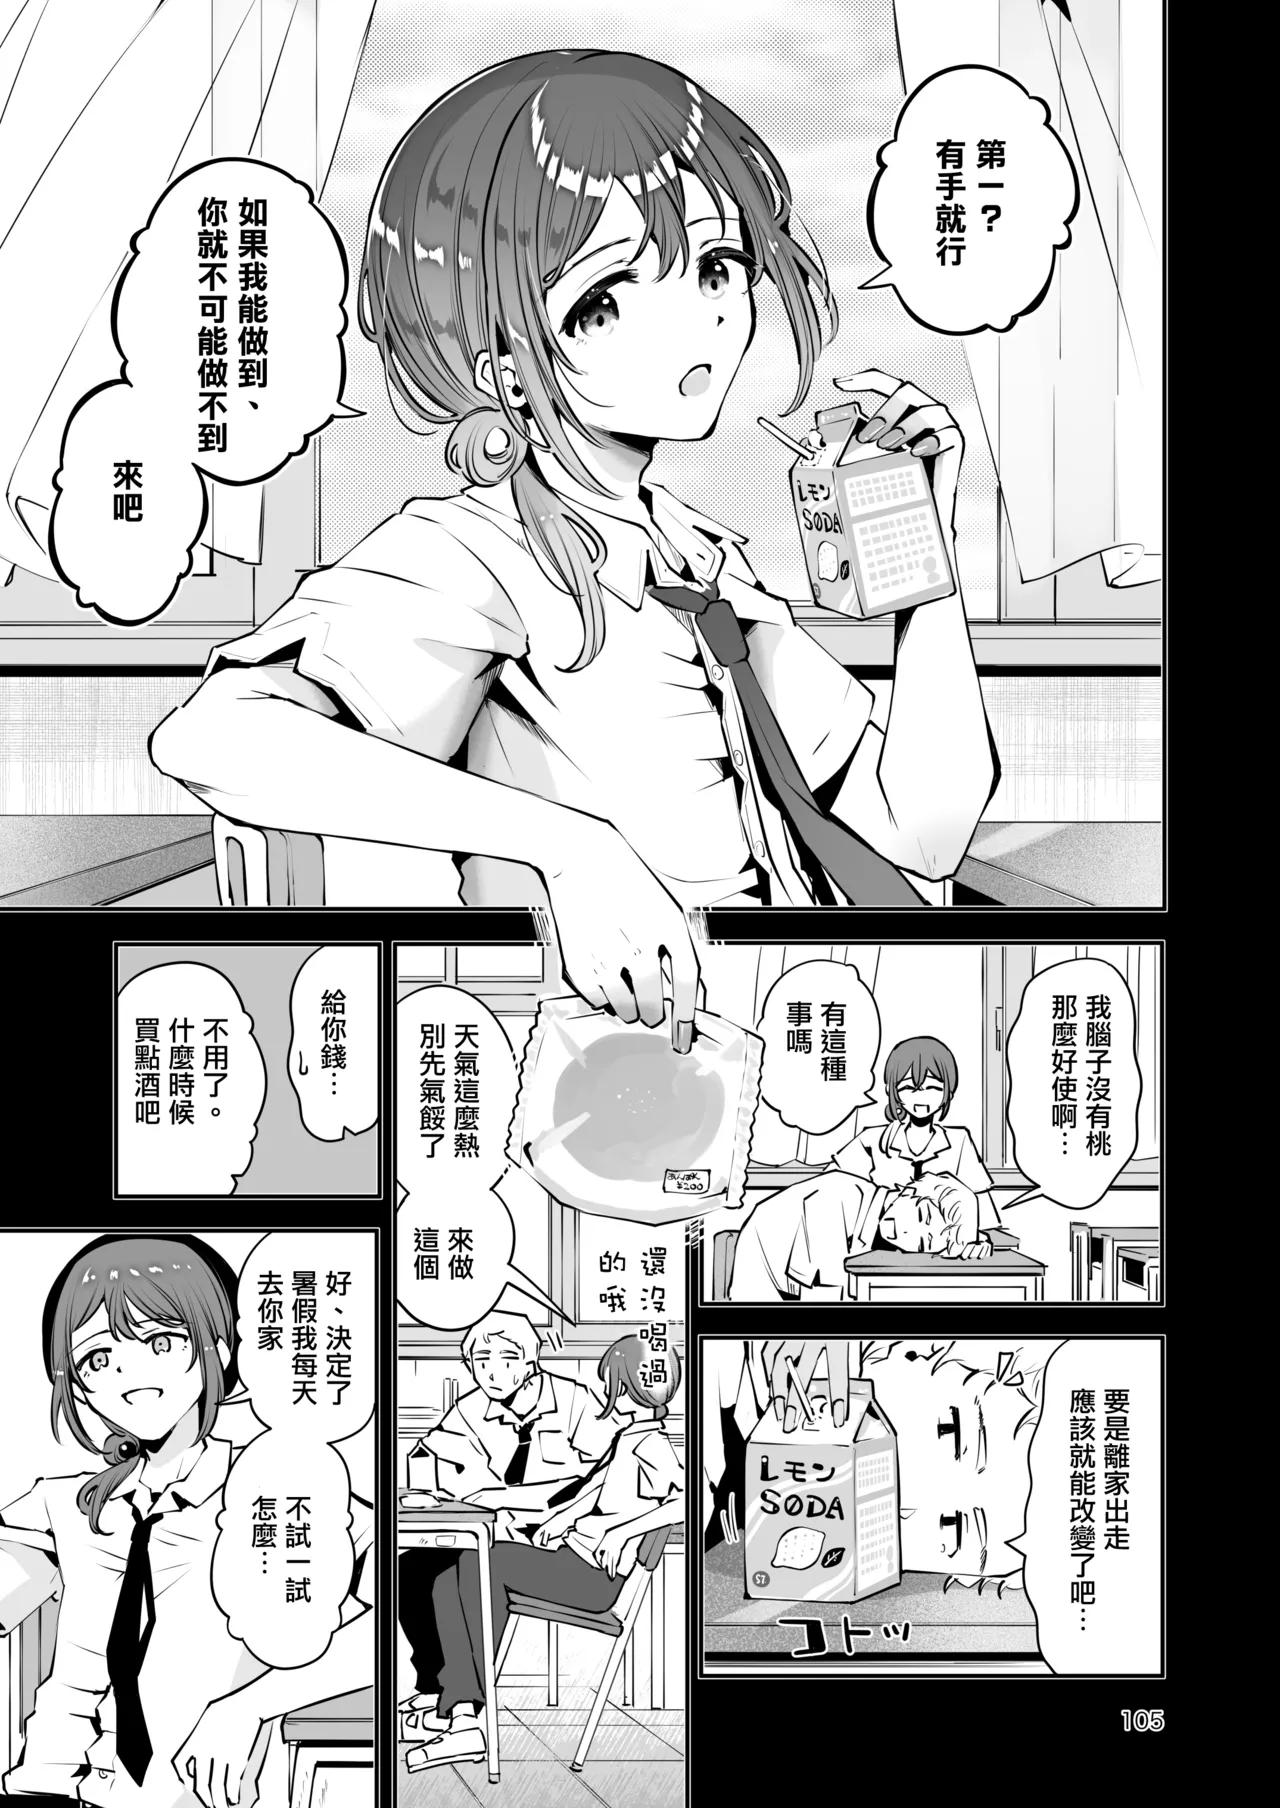 第一？
有手就行
如果我能做到、
你就不可能做不到
來吧
レモン
SODA
我腦子沒有桃
那麼好使啊…
有這種
事嗎
要是離家出走
應該就能改變了吧…
レモン
SODA
57
コトッ
天氣這麼熱
別先氣餒了
¥200
來做
這個
還沒喝過
的哦
給你錢…
不用了。
什麼時候
買點酒吧
好、決定了
暑假我每天
去你家
不試一試
怎麼…
105